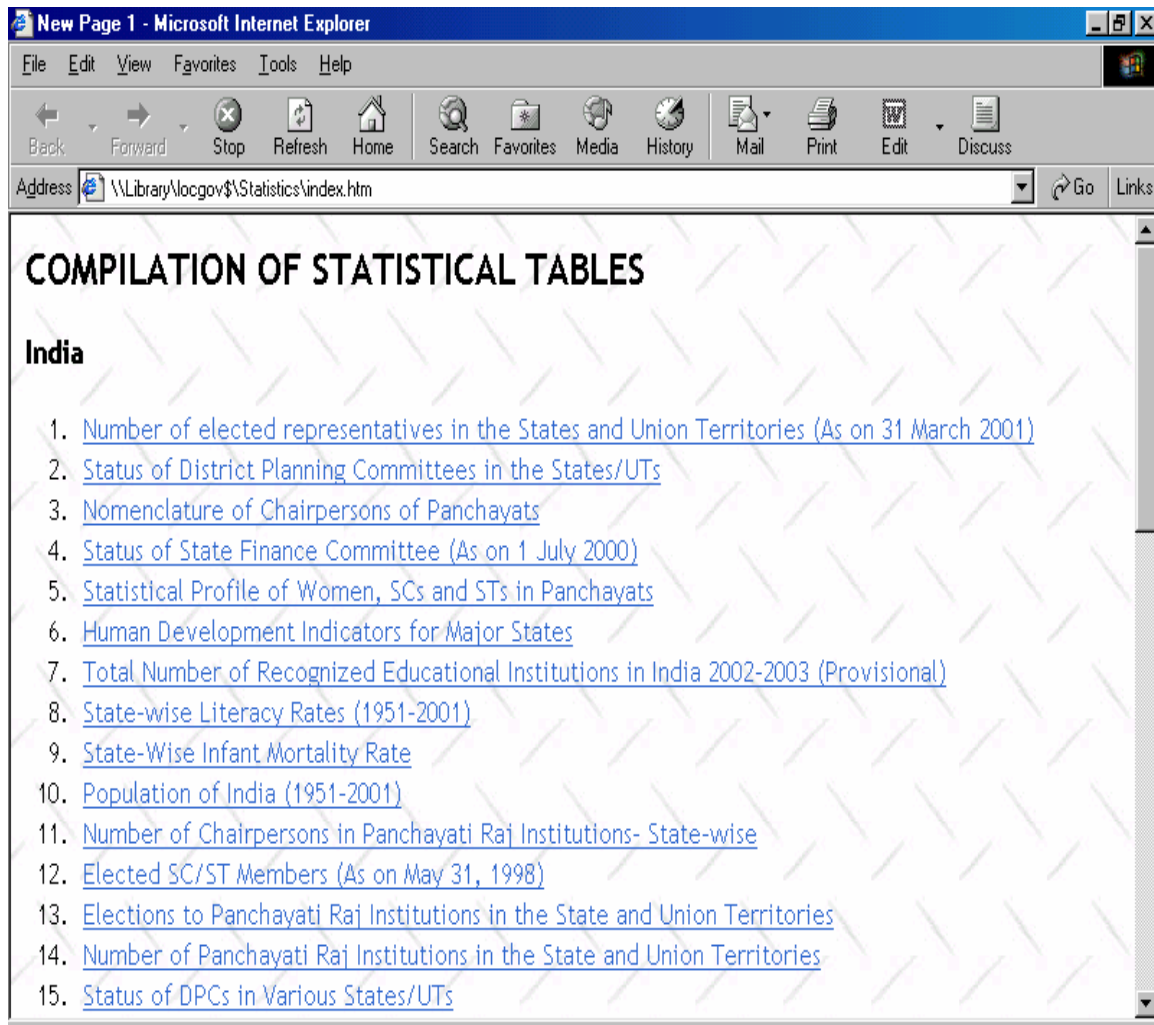 New Page 1 - Microsoft Internet Explorer
File Edit View Favorites Tools Help
Back Forward Stop Refresh Home Search Favorites Media History Mail Print Edit Discuss
Address \\Library\locgov$\Statistics\index.htm Go Links
COMPILATION OF STATISTICAL TABLES
India
1. Number of elected representatives in the States and Union Territories (As on 31 March 2001)
2. Status of District Planning Committees in the States/UTs
3. Nomenclature of Chairpersons of Panchayats
4. Status of State Finance Committee (As on 1 July 2000)
5. Statistical Profile of Women, SCs and STs in Panchayats
6. Human Development Indicators for Major States
7. Total Number of Recognized Educational Institutions in India 2002-2003 (Provisional)
8. State-wise Literacy Rates (1951-2001)
9. State-Wise Infant Mortality Rate
10. Population of India (1951-2001)
11. Number of Chairpersons in Panchayati Raj Institutions- State-wise
12. Elected SC/ST Members (As on May 31, 1998)
13. Elections to Panchayati Raj Institutions in the State and Union Territories
14. Number of Panchayati Raj Institutions in the State and Union Territories
15. Status of DPCs in Various States/UTs